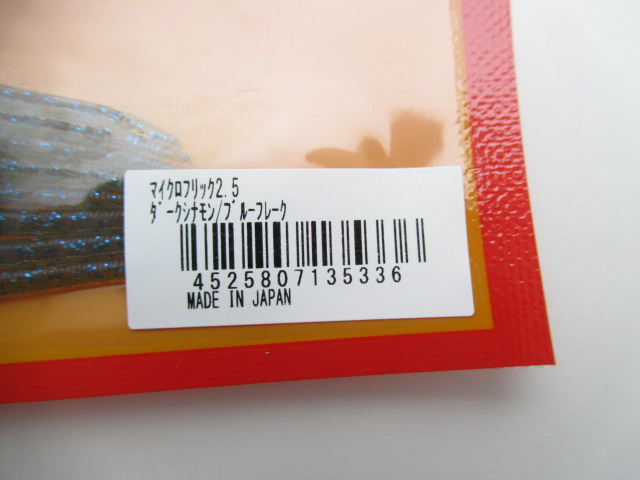 ﾏｲｸﾛﾌﾘｯｸ2.5
ﾀﾞｰｸｼﾅﾓﾝ/ﾌﾞﾙｰﾌﾚｰｸ
4525807135336
MADE IN JAPAN